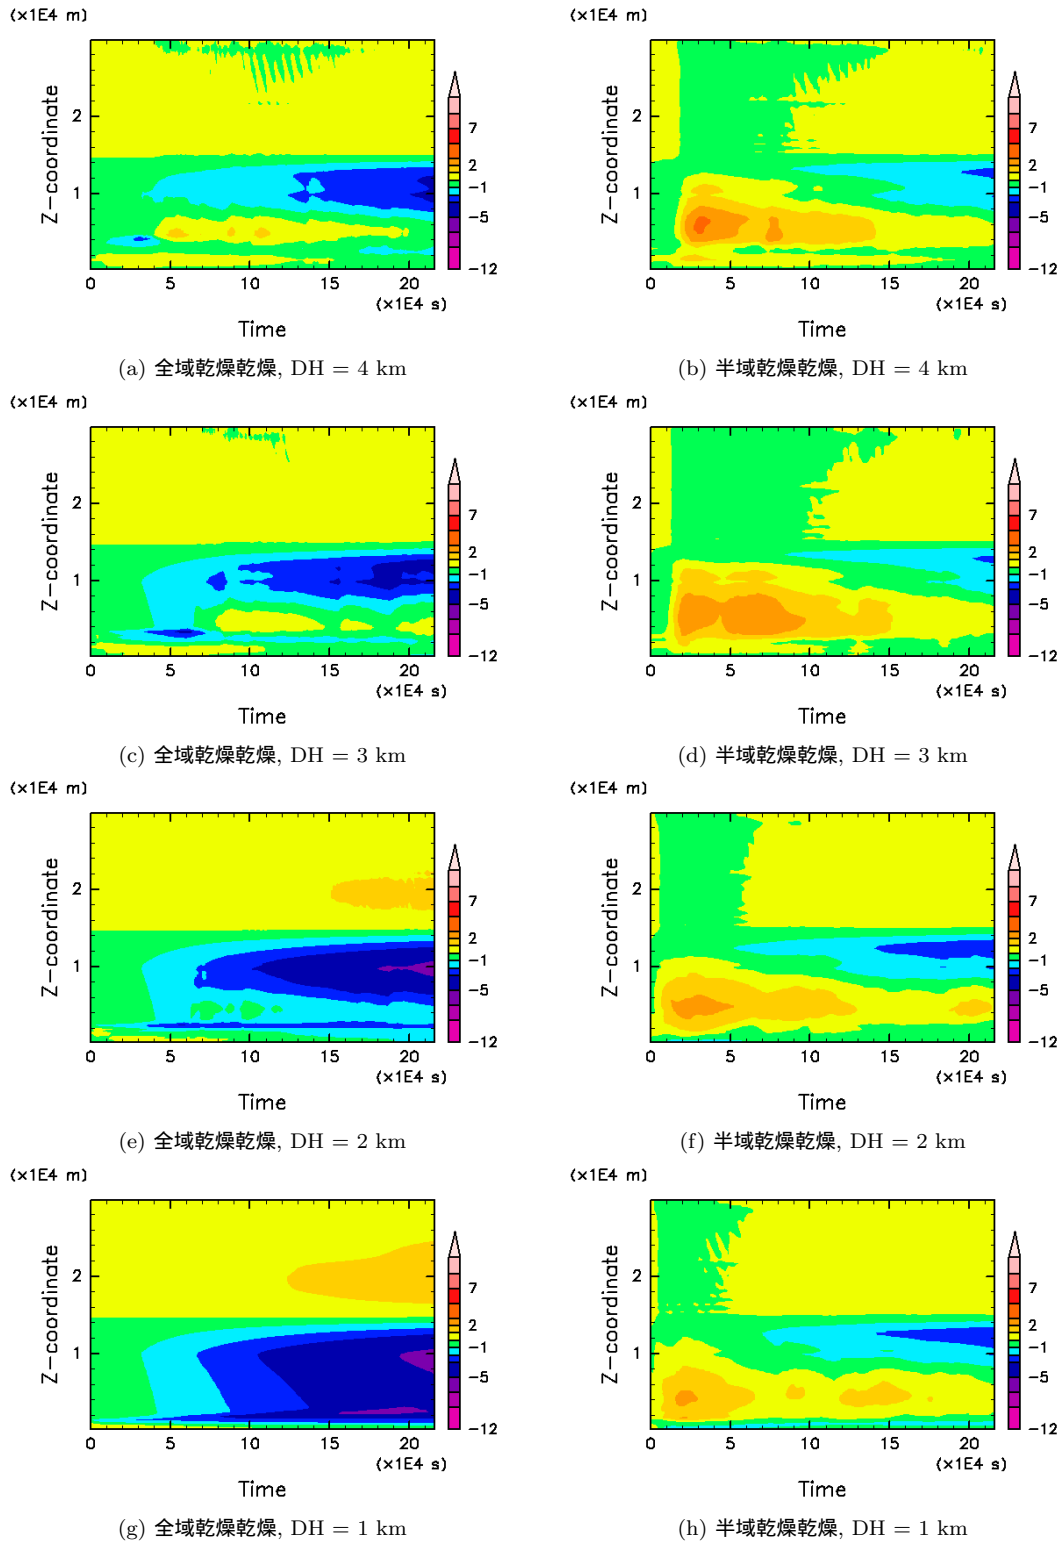 (×1E4 m) (×1E4 m)
Z-coordinate 2 1 7 2 -1 -5 -12 Z-coordinate 2 1 7 2 -1 -5 -12
0 5 10 15 20 0 5 10 15 20
(×1E4 s) (×1E4 s)
Time Time
(a) 全域乾燥乾燥, DH = 4 km (b) 半域乾燥乾燥, DH = 4 km
(×1E4 m) (×1E4 m)
Z-coordinate 2 1 7 2 -1 -5 -12 Z-coordinate 2 1 7 2 -1 -5 -12
0 5 10 15 20 0 5 10 15 20
(×1E4 s) (×1E4 s)
Time Time
(c) 全域乾燥乾燥, DH = 3 km (d) 半域乾燥乾燥, DH = 3 km
(×1E4 m) (×1E4 m)
Z-coordinate 2 1 7 2 -1 -5 -12 Z-coordinate 2 1 7 2 -1 -5 -12
0 5 10 15 20 0 5 10 15 20
(×1E4 s) (×1E4 s)
Time Time
(e) 全域乾燥乾燥, DH = 2 km (f) 半域乾燥乾燥, DH = 2 km
(×1E4 m) (×1E4 m)
Z-coordinate 2 1 7 2 -1 -5 -12 Z-coordinate 2 1 7 2 -1 -5 -12
0 5 10 15 20 0 5 10 15 20
(×1E4 s) (×1E4 s)
Time Time
(g) 全域乾燥乾燥, DH = 1 km (h) 半域乾燥乾燥, DH = 1 km